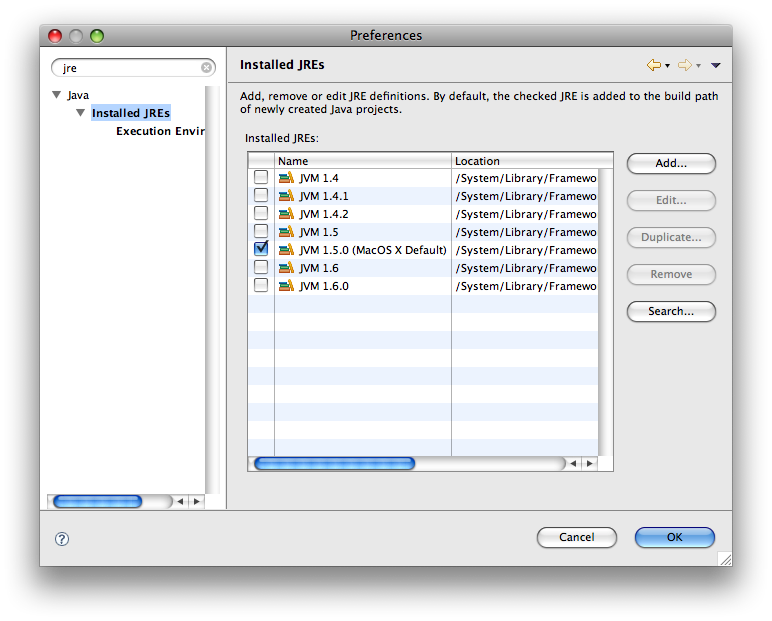 Preferences
jre
Installed JREs
Java
Installed JREs
Execution Envir
Add, remove or edit JRE definitions. By default, the checked JRE is added to the build path
of newly created Java projects.
Installed JREs:
Name Location
JVM 1.4 /System/Library/Framewo
JVM 1.4.1 /System/Library/Framewo
JVM 1.4.2 /System/Library/Framewo
JVM 1.5 /System/Library/Framewo
JVM 1.5.0 (MacOS X Default) /System/Library/Framewo
JVM 1.6 /System/Library/Framewo
JVM 1.6.0 /System/Library/Framewo
Add...
Edit...
Duplicate...
Remove
Search...
?
Cancel OK